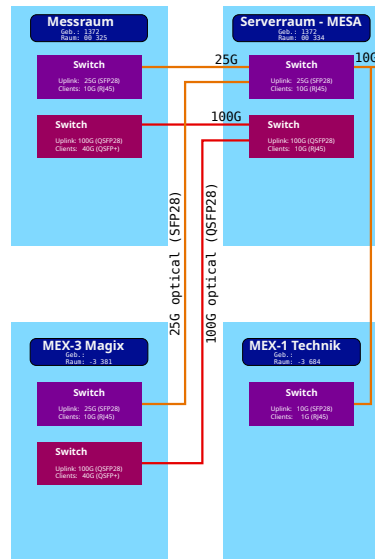 Messraum
Geb.: 1372
Raum: 00 325
Switch
Uplink: 25G (SFP28)
Clients: 10G (RJ45)
Switch
Uplink: 100G (QSFP28)
Clients: 40G (QSFP+)
25G
100G
Serverraum - MESA
Geb.: 1372
Raum: 00 334
Switch
Uplink: 25G (SFP28)
Clients: 10G (RJ45)
Switch
Uplink: 100G (QSFP28)
Clients: 10G (RJ45)
10G
25G optical (SFP28)
100G optical (QSFP28)
MEX-3 Magix
Geb.:
Raum: -3 381
Switch
Uplink: 25G (SFP28)
Clients: 10G (RJ45)
Switch
Uplink: 100G (QSFP28)
Clients: 40G (QSFP+)
MEX-1 Technik
Geb.:
Raum: -3 684
Switch
Uplink: 10G (SFP28)
Clients: 1G (RJ45)